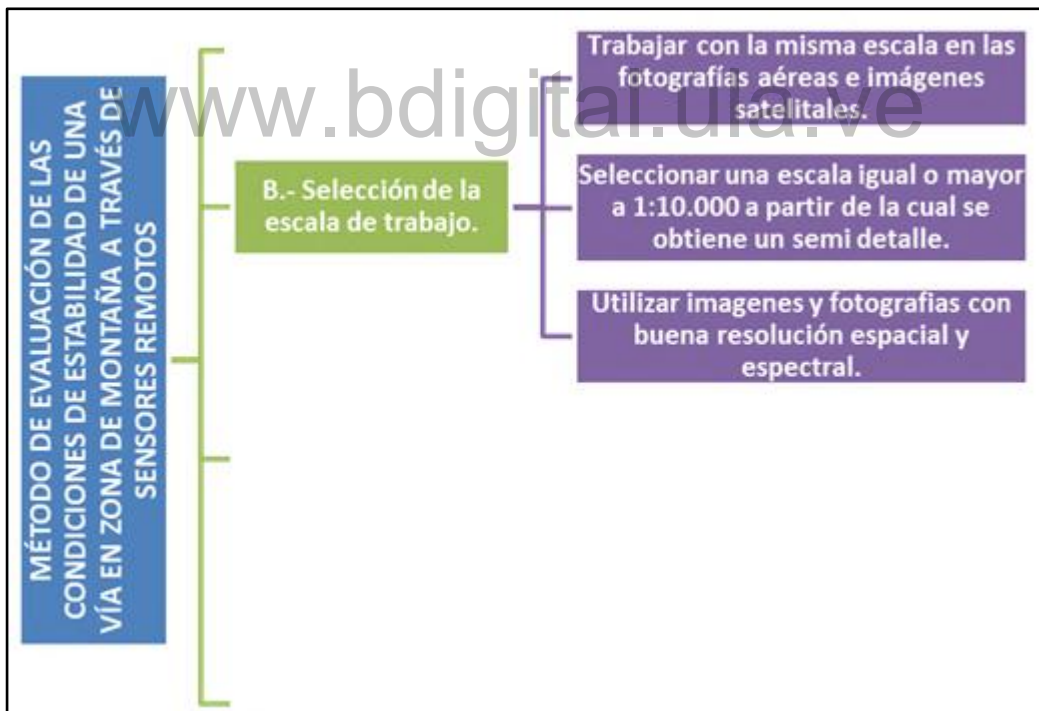 MÉTODO DE EVALUACIÓN DE LAS
CONDICIONES DE ESTABILIDAD DE UNA
VÍA EN ZONA DE MONTAÑA A TRAVÉS DE
SENSORES REMOTOS
www.bdigital.ula.ve
B.- Selección de la
escala de trabajo.
Trabajar con la misma escala en las
fotografías aéreas e imágenes
satelitales.
Seleccionar una escala igual o mayor
a 1:10.000 a partir de la cual se
obtiene un semi detalle.
Utilizar imagenes y fotografias con
buena resolución espacial y
espectral.